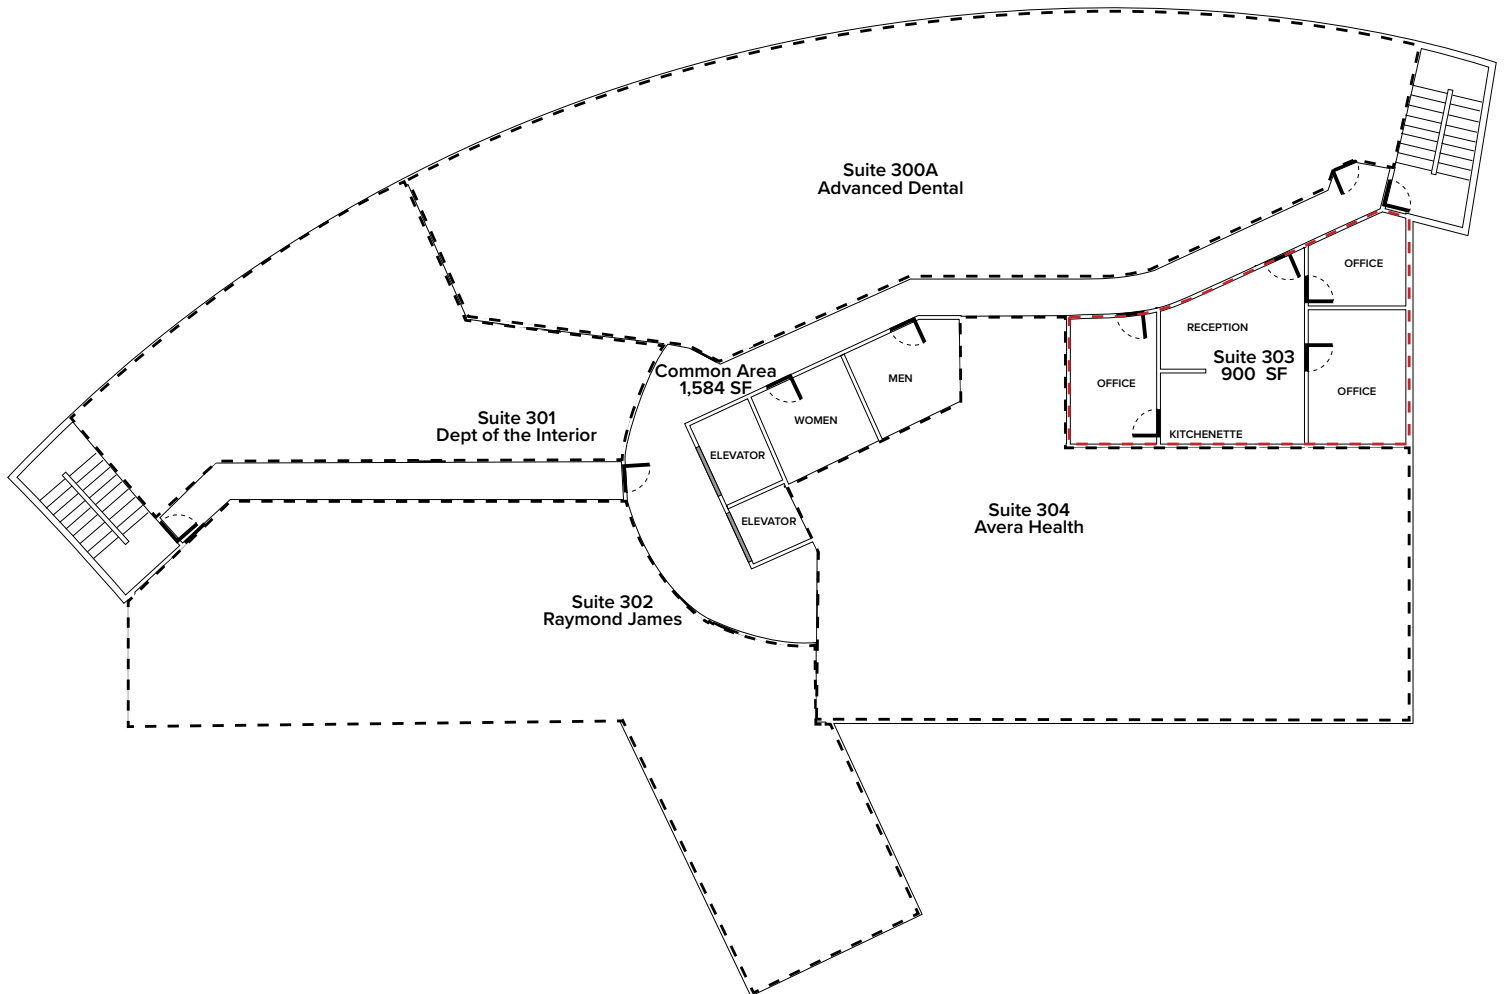 Suite 300A
Advanced Dental
OFFICE
RECEPTION
Suite 303
900 SF
OFFICE
OFFICE
KITCHENETTE
Common Area
1,584 SF
MEN
WOMEN
ELEVATOR
ELEVATOR
Suite 301
Dept of the Interior
Suite 304
Avera Health
Suite 302
Raymond James